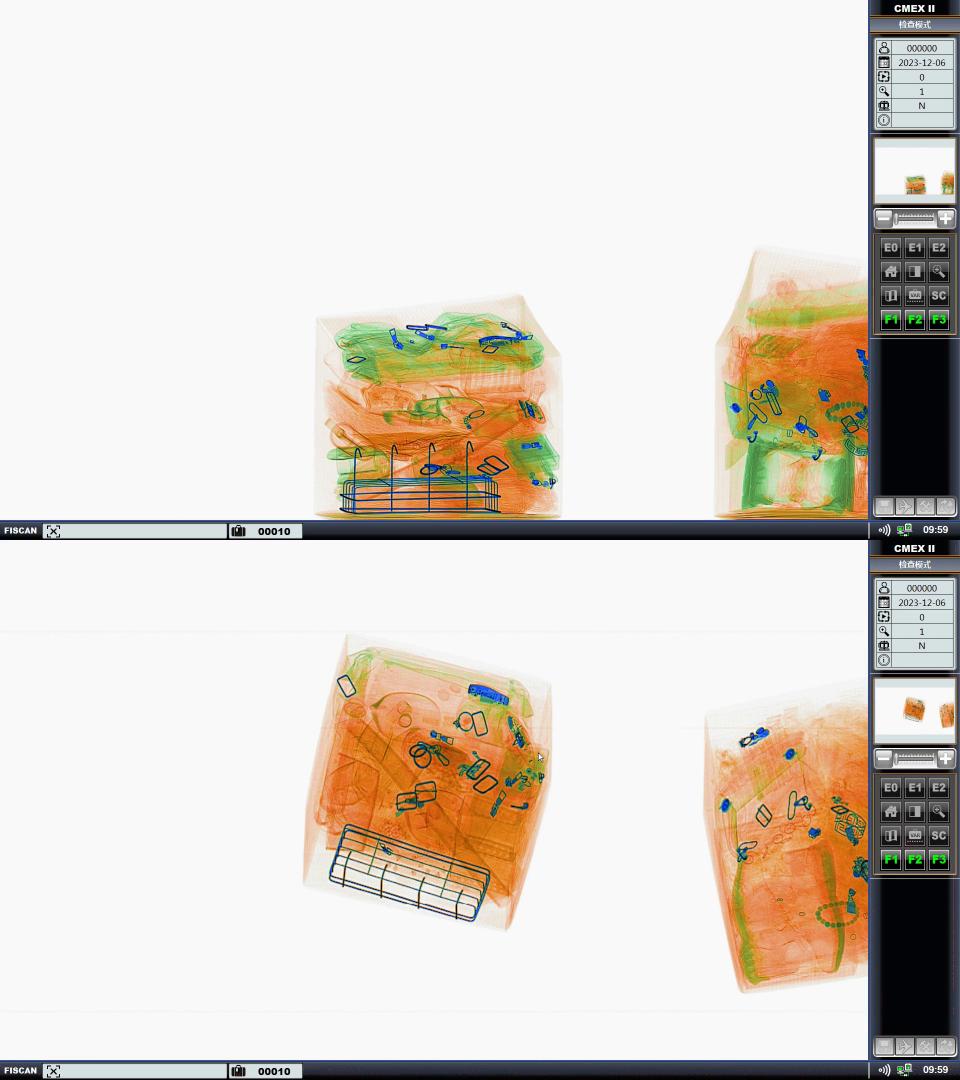 CMEX II
检查模式
000000
2023-12-06
0
1
N
E0 E1 E2
SC
F1 F2 F3
FISCAN 00010 09:59
CMEX II
检查模式
000000
2023-12-06
0
1
N
E0 E1 E2
SC
F1 F2 F3
FISCAN 00010 09:59